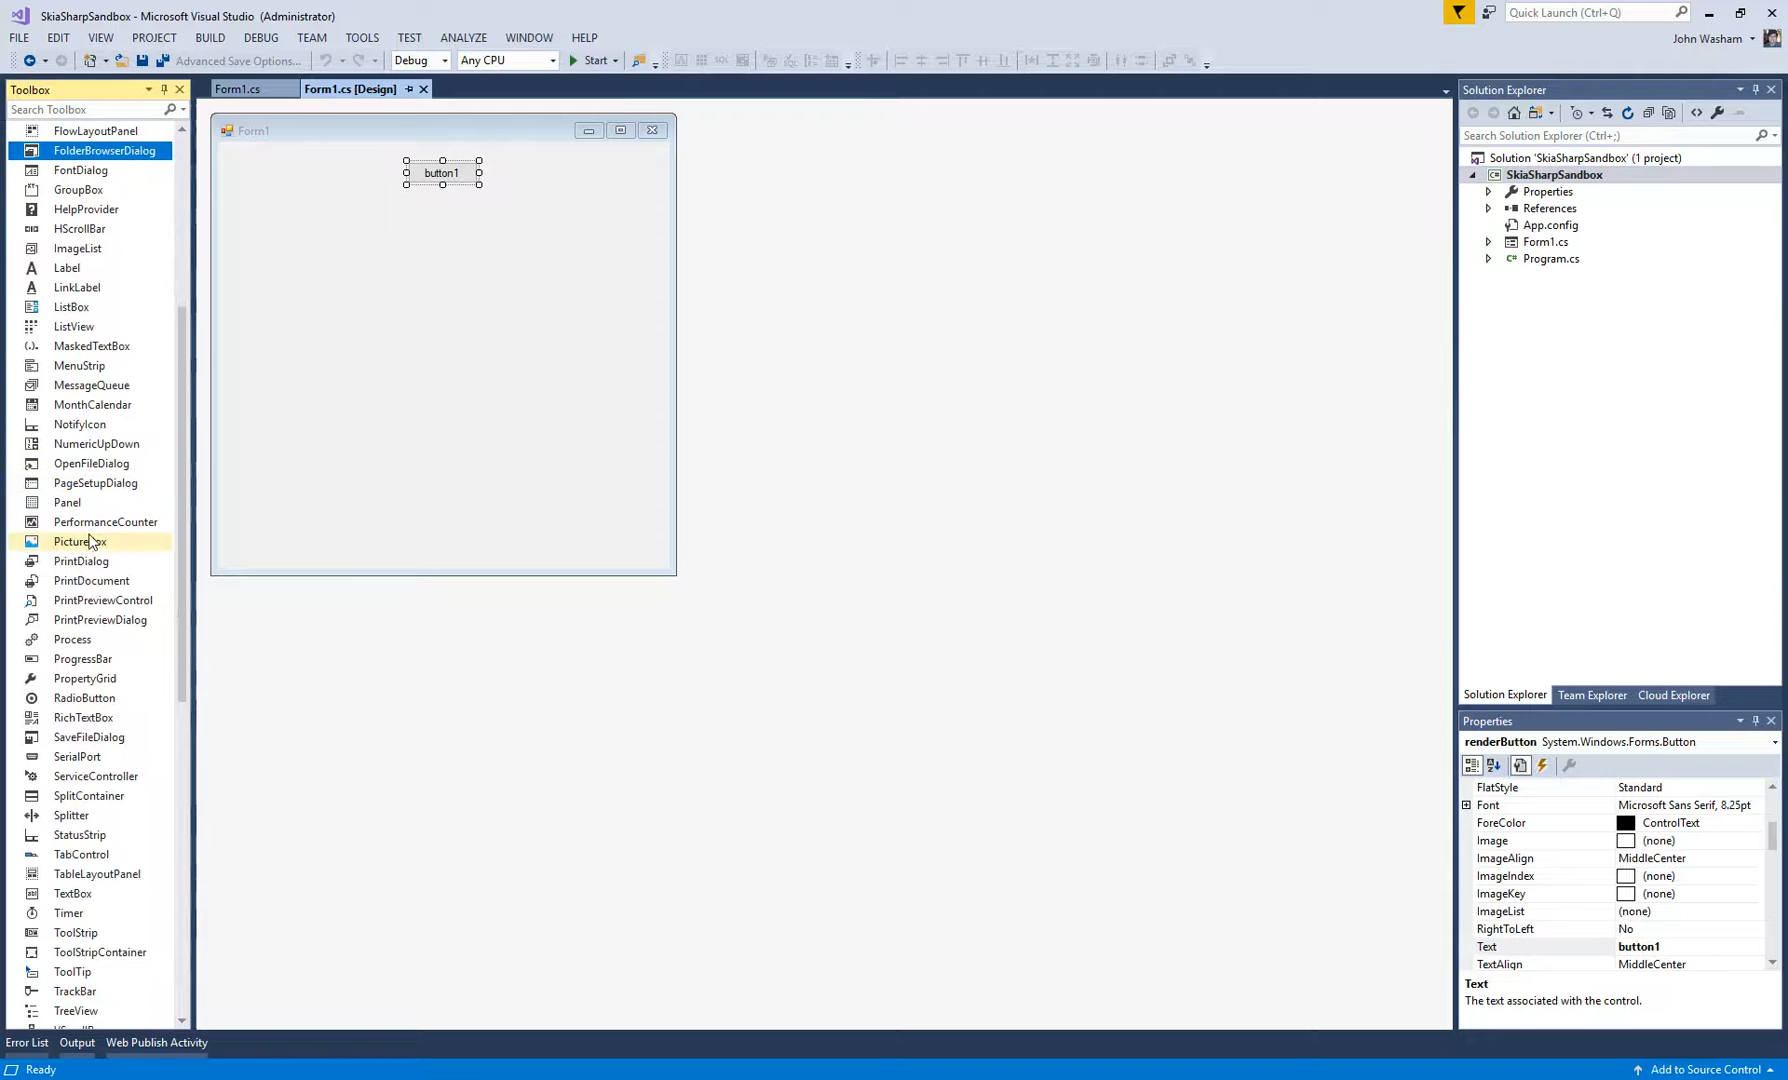 SkiaSharpSandbox - Microsoft Visual Studio (Administrator)
Quick Launch (Ctrl+Q)
FILE EDIT VIEW PROJECT BUILD DEBUG TEAM TOOLS TEST ANALYZE WINDOW HELP
John Washam
Advanced Save Options...
Debug
Any CPU
Start
Toolbox
Search Toolbox
FlowLayoutPanel
FolderBrowserDialog
FontDialog
GroupBox
HelpProvider
HScrollBar
ImageList
Label
LinkLabel
ListBox
ListView
MaskedTextBox
MenuStrip
MessageQueue
MonthCalendar
NotifyIcon
NumericUpDown
OpenFileDialog
PageSetupDialog
Panel
PerformanceCounter
PictureBox
PrintDialog
PrintDocument
PrintPreviewControl
PrintPreviewDialog
Process
ProgressBar
PropertyGrid
RadioButton
RichTextBox
SaveFileDialog
SerialPort
ServiceController
SplitContainer
Splitter
StatusStrip
TabControl
TableLayoutPanel
TextBox
Timer
ToolStrip
ToolStripContainer
ToolTip
TrackBar
TreeView
Form1.cs
Form1.cs [Design]
Form1
button1
Solution Explorer
Search Solution Explorer (Ctrl+;)
Solution 'SkiaSharpSandbox' (1 project)
SkiaSharpSandbox
Properties
References
App.config
Form1.cs
Program.cs
Solution Explorer Team Explorer Cloud Explorer
Properties
renderButton System.Windows.Forms.Button
FlatStyle Standard
Font Microsoft Sans Serif, 8.25pt
ForeColor ControlText
Image (none)
ImageAlign MiddleCenter
ImageIndex (none)
ImageKey (none)
ImageList (none)
RightToLeft No
Text button1
TextAlign MiddleCenter
Text
The text associated with the control.
Error List Output Web Publish Activity
Ready
Add to Source Control